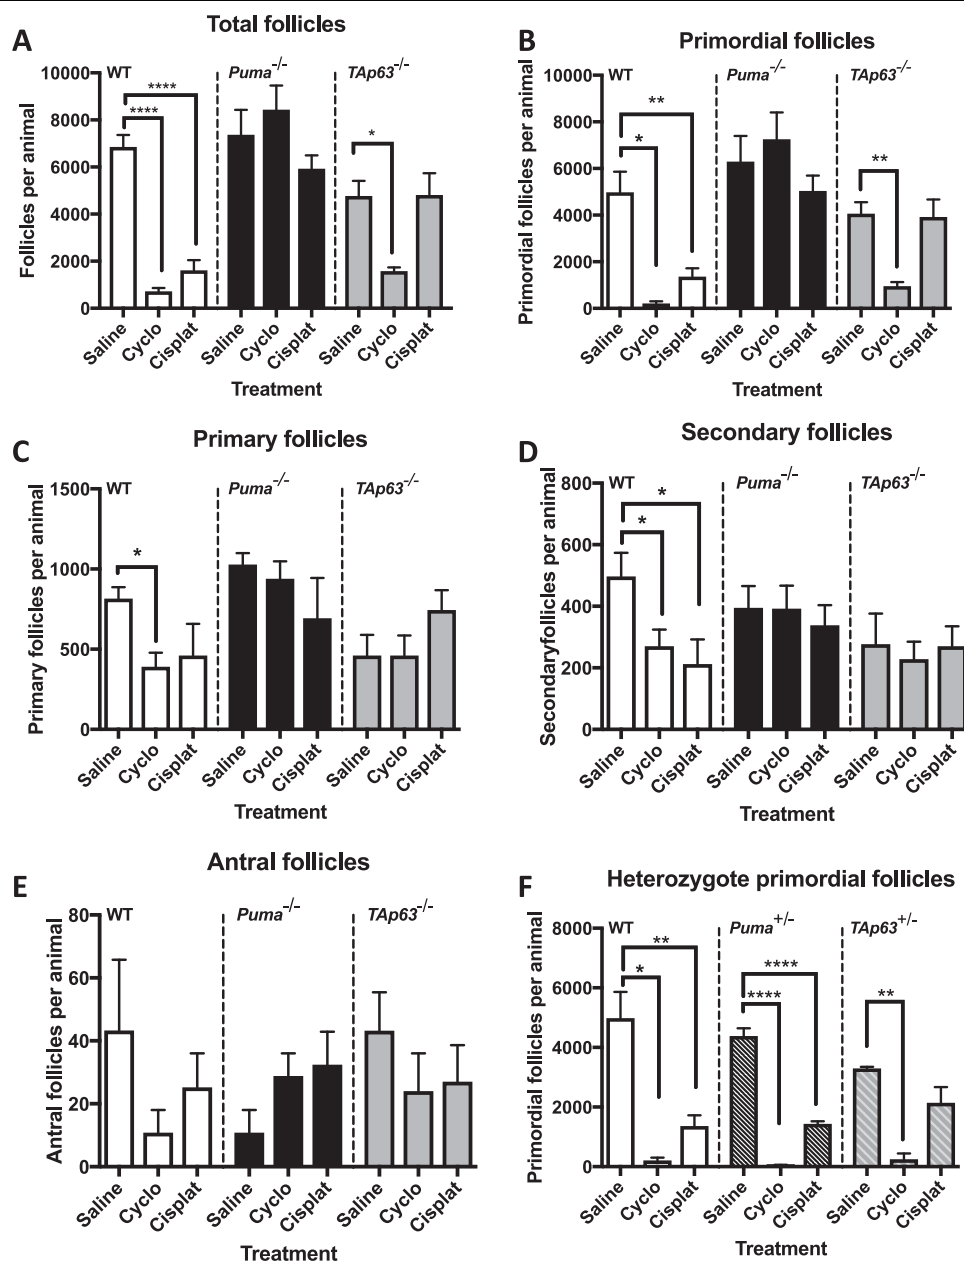 A
Total follicles
Follicles per animal
10000
8000
6000
4000
2000
0
WT
Puma-/-
TAp63-/-
****
****
*
Saline
Cyclo
Cisplat
Saline
Cyclo
Cisplat
Saline
Cyclo
Cisplat
Treatment
B
Primordial follicles
Primordial follicles per animal
10000
8000
6000
4000
2000
0
WT
Puma-/-
TAp63-/-
**
*
**
Saline
Cyclo
Cisplat
Saline
Cyclo
Cisplat
Saline
Cyclo
Cisplat
Treatment
C
Primary follicles
Primary follicles per animal
1500
1000
500
0
WT
Puma-/-
TAp63-/-
*
Saline
Cyclo
Cisplat
Saline
Cyclo
Cisplat
Saline
Cyclo
Cisplat
Treatment
D
Secondary follicles
Secondaryfollicles per animal
800
600
400
200
0
WT
Puma-/-
TAp63-/-
*
*
Saline
Cyclo
Cisplat
Saline
Cyclo
Cisplat
Saline
Cyclo
Cisplat
Treatment
E
Antral follicles
Antral follicles per animal
80
60
40
20
0
WT
Puma-/-
TAp63-/-
Saline
Cyclo
Cisplat
Saline
Cyclo
Cisplat
Saline
Cyclo
Cisplat
Treatment
F
Heterozygote primordial follicles
Primordial follicles per animal
8000
6000
4000
2000
0
WT
Puma+/-
TAp63+/-
**
*
****
****
**
Saline
Cyclo
Cisplat
Saline
Cyclo
Cisplat
Saline
Cyclo
Cisplat
Treatment